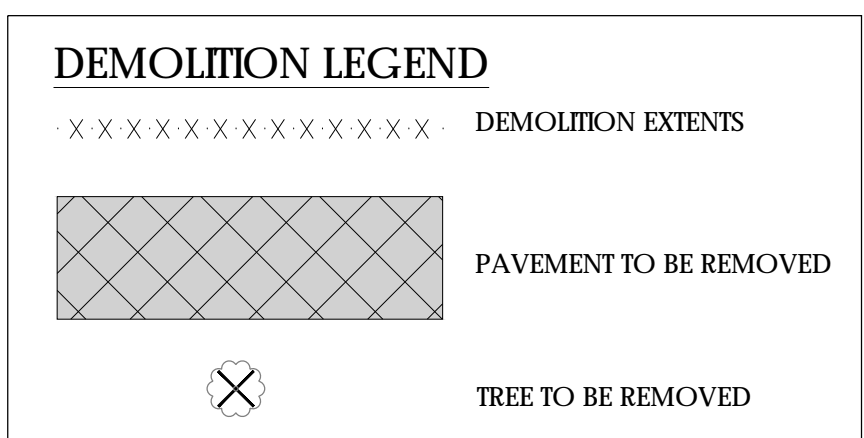 DEMOLITION LEGEND
DEMOLITION EXTENTS
PAVEMENT TO BE REMOVED
TREE TO BE REMOVED